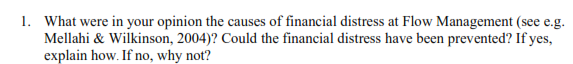 1. What were in your opinion the causes of financial distress at Flow Management (see e.g.
Mellahi & Wilkinson, 2004)? Could the financial distress have been prevented? If yes,
explain how. If no, why not?